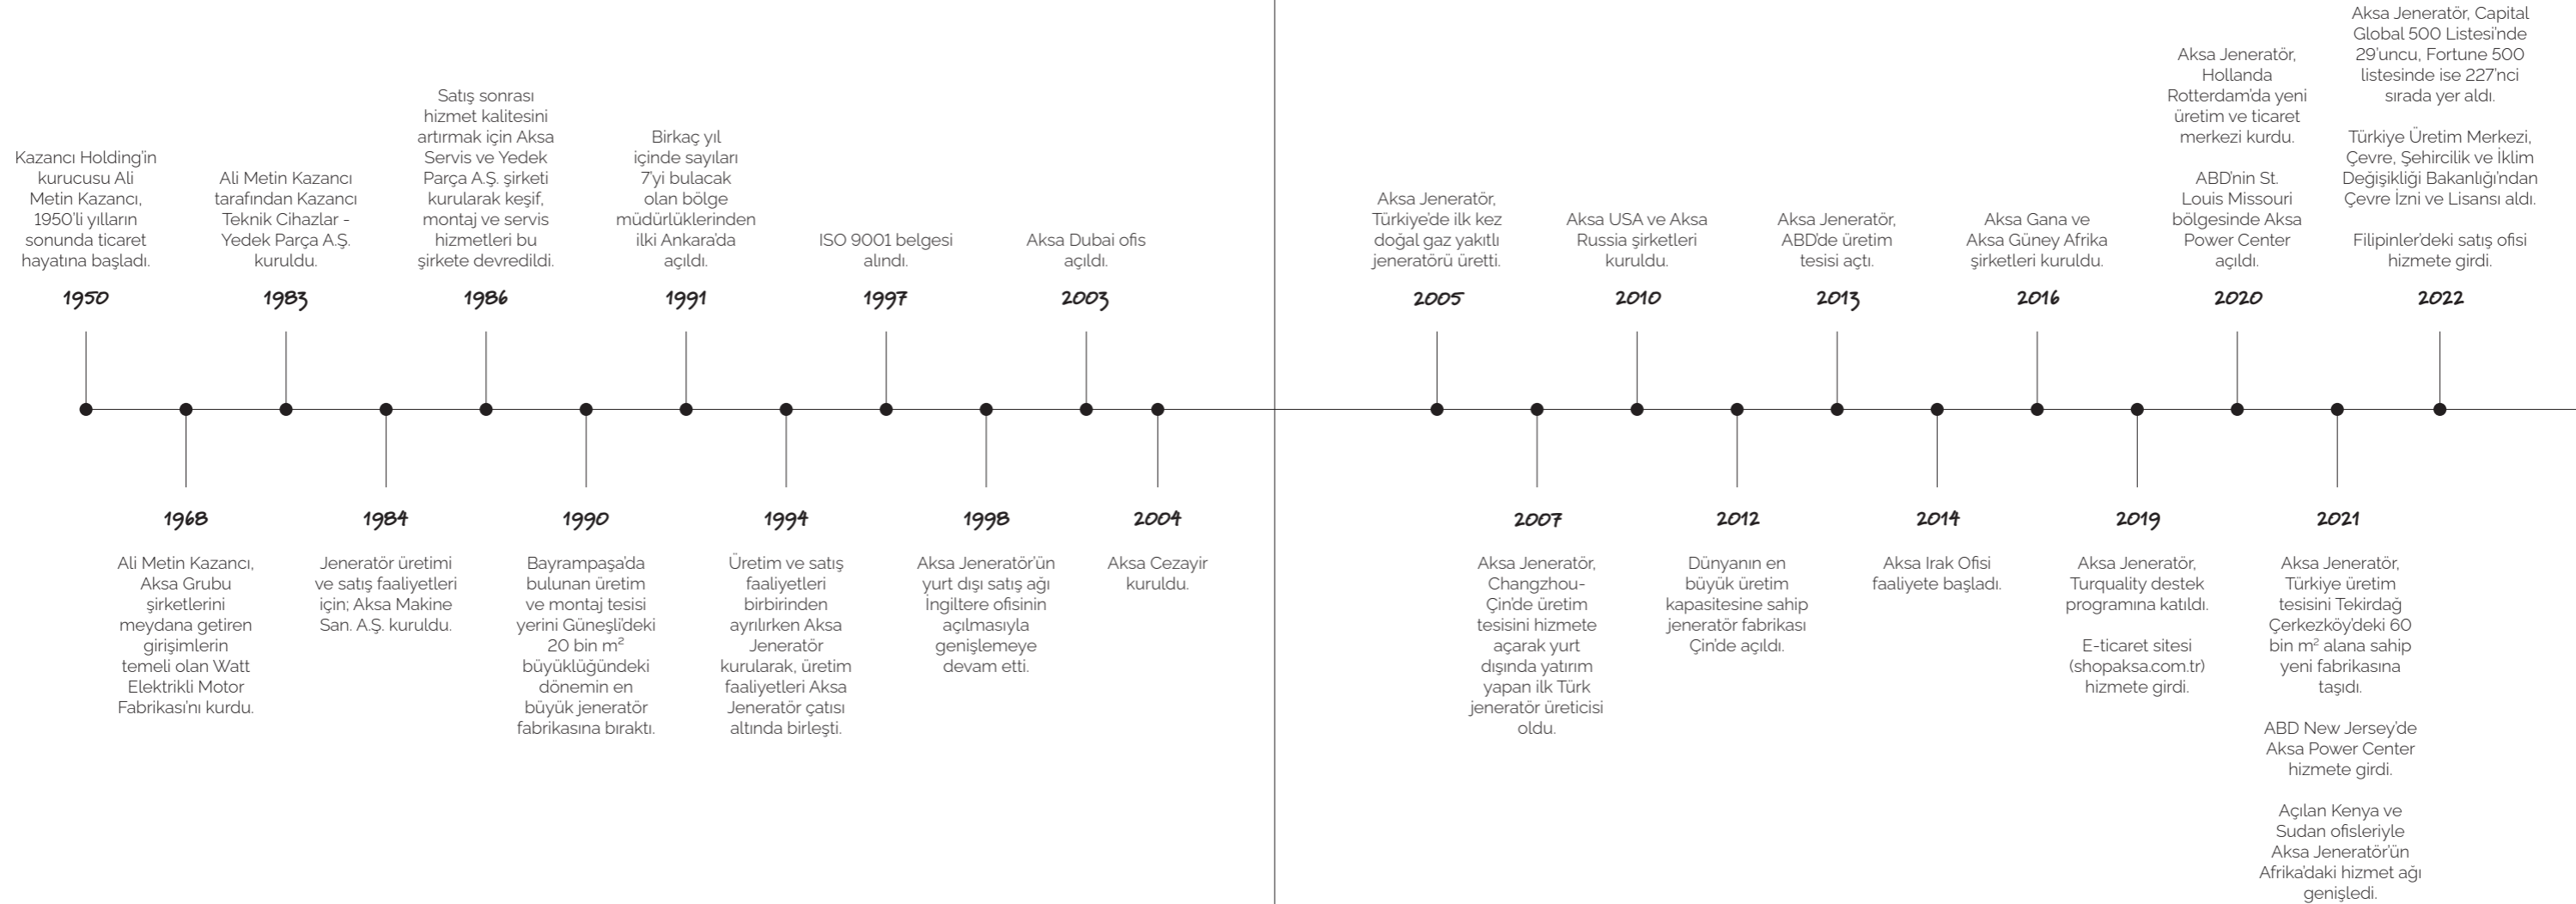 Kazancı Holding'in
kurucusu Ali
Metin Kazancı,
1950'li yılların
sonunda ticaret
hayatına başladı.
1950
Ali Metin Kazancı,
Aksa Grubu
şirketlerini
meydana getiren
girişimlerin
temeli olan Watt
Elektrikli Motor
Fabrikası'nı kurdu.
1968
Ali Metin Kazancı
tarafından Kazancı
Teknik Cihazlar -
Yedek Parça A.Ş.
kuruldu.
1983
1984
Jeneratör üretimi
ve satış faaliyetleri
için; Aksa Makine
San. A.Ş. kuruldu.
Satış sonrası
hizmet kalitesini
artırmak için Aksa
Servis ve Yedek
Parça A.Ş. şirketi
kurularak keşif,
montaj ve servis
hizmetleri bu
şirkete devredildi.
1986
1990
Bayrampaşa'da
bulunan üretim
ve montaj tesisi
yerini Güneşli'deki
20 bin m²
büyüklüğündeki
dönemin en
büyük jeneratör
fabrikasına bıraktı.
Birkaç yıl
içinde sayıları
7'yi bulacak
olan bölge
müdürlüklerinden
ilki Ankara'da
açıldı.
1991
1994
Üretim ve satış
faaliyetleri
birbirinden
ayrılırken Aksa
Jeneratör
kurularak, üretim
faaliyetleri Aksa
Jeneratör çatısı
altında birleşti.
ISO 9001 belgesi
alındı.
1997
1998
Aksa Jeneratör'ün
yurt dışı satış ağı
İngiltere ofisinin
açılmasıyla
genişlemeye
devam etti.
Aksa Dubai ofis
açıldı.
2003
2004
Aksa Cezayir
kuruldu.
Aksa Jeneratör,
Türkiye'de ilk kez
doğal gaz yakıtlı
jeneratörü üretti.
2005
2007
Aksa Jeneratör,
Changzhou-
Çin'de üretim
tesisini hizmete
açarak yurt
dışında yatırım
yapan ilk Türk
jeneratör üreticisi
oldu.
Aksa USA ve Aksa
Russia şirketleri
kuruldu.
2010
2012
Dünyanın en
büyük üretim
kapasitesine sahip
jeneratör fabrikası
Çin'de açıldı.
Aksa Jeneratör,
ABD'de üretim
tesisi açtı.
2013
2014
Aksa Irak Ofisi
faaliyete başladı.
Aksa Gana ve
Aksa Güney Afrika
şirketleri kuruldu.
2016
2019
Aksa Jeneratör,
Turquality destek
programına katıldı.
E-ticaret sitesi
(shopaksa.com.tr)
hizmete girdi.
Aksa Jeneratör,
Hollanda
Rotterdam'da yeni
üretim ve ticaret
merkezi kurdu.
ABD'nin St.
Louis Missouri
bölgesinde Aksa
Power Center
açıldı.
2020
2021
Aksa Jeneratör,
Türkiye üretim
tesisini Tekirdağ
Çerkezköy'deki 60
bin m² alana sahip
yeni fabrikasına
taşıdı.
ABD New Jersey'de
Aksa Power Center
hizmete girdi.
Açılan Kenya ve
Sudan ofisleriyle
Aksa Jeneratör'ün
Afrika'daki hizmet ağı
genişledi.
Aksa Jeneratör, Capital
Global 500 Listesi'nde
29'uncu, Fortune 500
listesinde ise 227'nci
sırada yer aldı.
Türkiye Üretim Merkezi,
Çevre, Şehircilik ve İklim
Değişikliği Bakanlığı'ndan
Çevre İzni ve Lisansı aldı.
Filipinler'deki satış ofisi
hizmete girdi.
2022